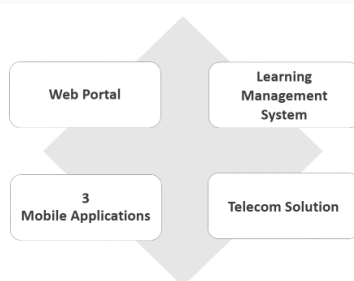 Web Portal
Learning
Management
System
3
Mobile Applications
Telecom Solution